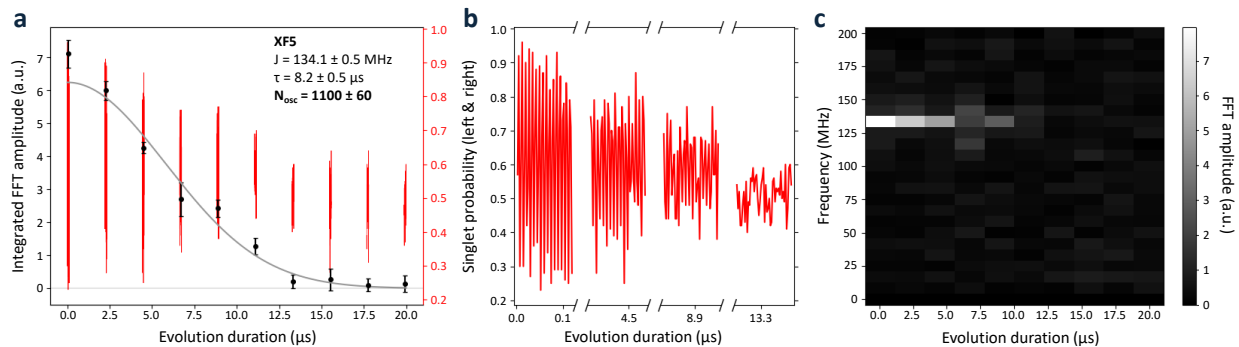 a
Integrated FFT amplitude (a.u.)
7
6
5
4
3
2
1
0
XF5
J = 134.1 ± 0.5 MHz
τ = 8.2 ± 0.5 µs
Nosc = 1100 ± 60
1.0
0.9
0.8
0.7
0.6
0.5
0.4
0.3
0.2
0.0 2.5 5.0 7.5 10.0 12.5 15.0 17.5 20.0
Evolution duration (µs)
b
Singlet probability (left & right)
1.0
0.9
0.8
0.7
0.6
0.5
0.4
0.3
0.2
0.0 0.1 4.5 8.9 13.3
Evolution duration (µs)
c
Frequency (MHz)
200
175
150
125
100
75
50
25
0
0.0 2.5 5.0 7.5 10.0 12.5 15.0 17.5 20.0
Evolution duration (µs)
7
6
5
4
3
2
1
0
FFT amplitude (a.u.)